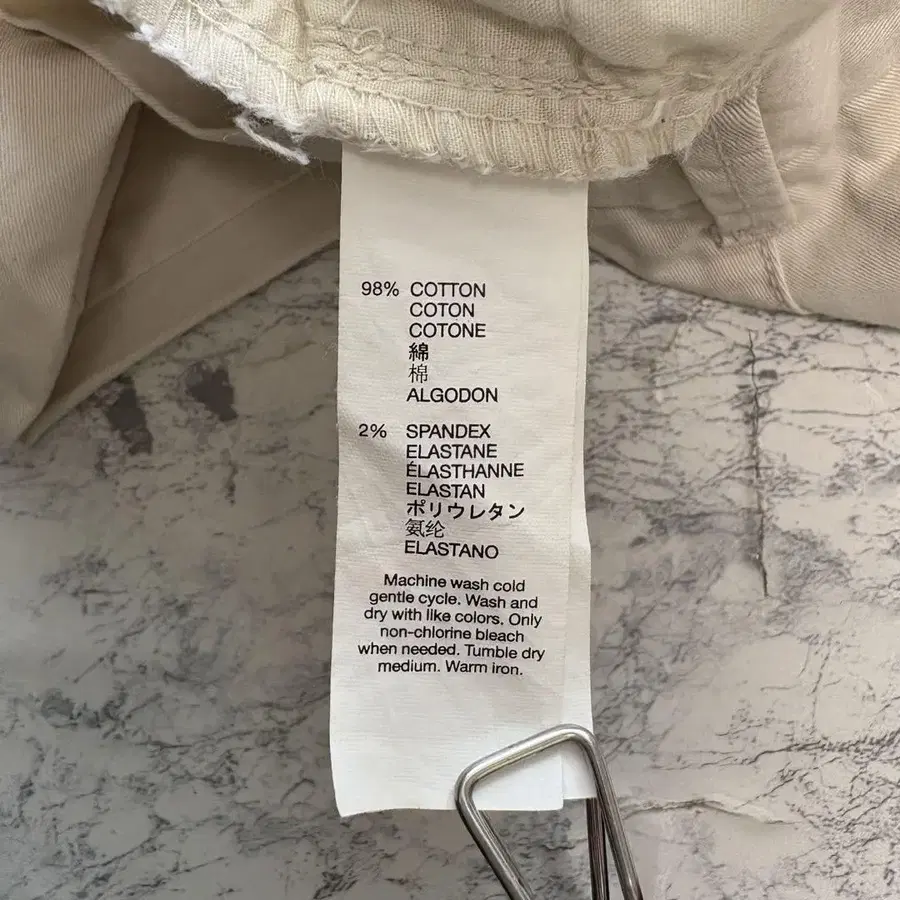 98% COTTON
COTON
COTONE
綿
棉
ALGODON
2% SPANDEX
ELASTANE
ÉLASTHANNE
ELASTAN
ポリウレタン
氨纶
ELASTANO
Machine wash cold
gentle cycle. Wash and
dry with like colors. Only
non-chlorine bleach
when needed. Tumble dry
medium. Warm iron.